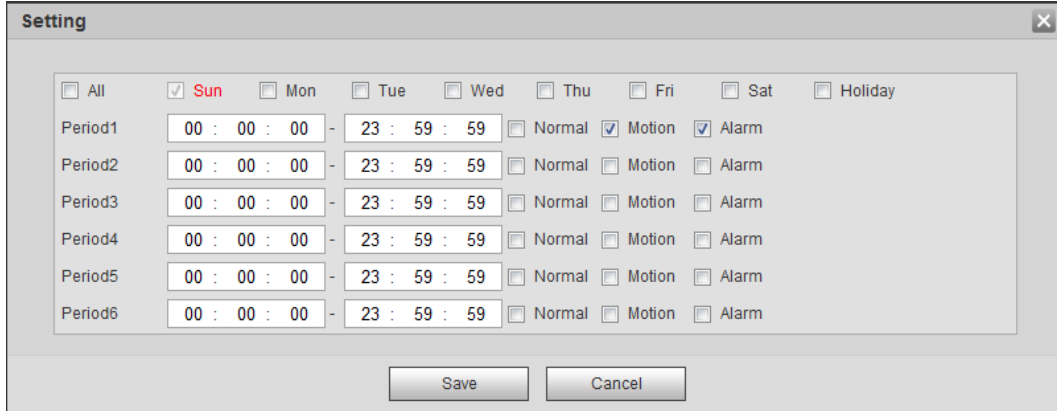 Setting
All Sun Mon Tue Wed Thu Fri Sat Holiday
Period1 00 : 00 : 00 - 23 : 59 : 59 Normal Motion Alarm
Period2 00 : 00 : 00 - 23 : 59 : 59 Normal Motion Alarm
Period3 00 : 00 : 00 - 23 : 59 : 59 Normal Motion Alarm
Period4 00 : 00 : 00 - 23 : 59 : 59 Normal Motion Alarm
Period5 00 : 00 : 00 - 23 : 59 : 59 Normal Motion Alarm
Period6 00 : 00 : 00 - 23 : 59 : 59 Normal Motion Alarm
Save Cancel